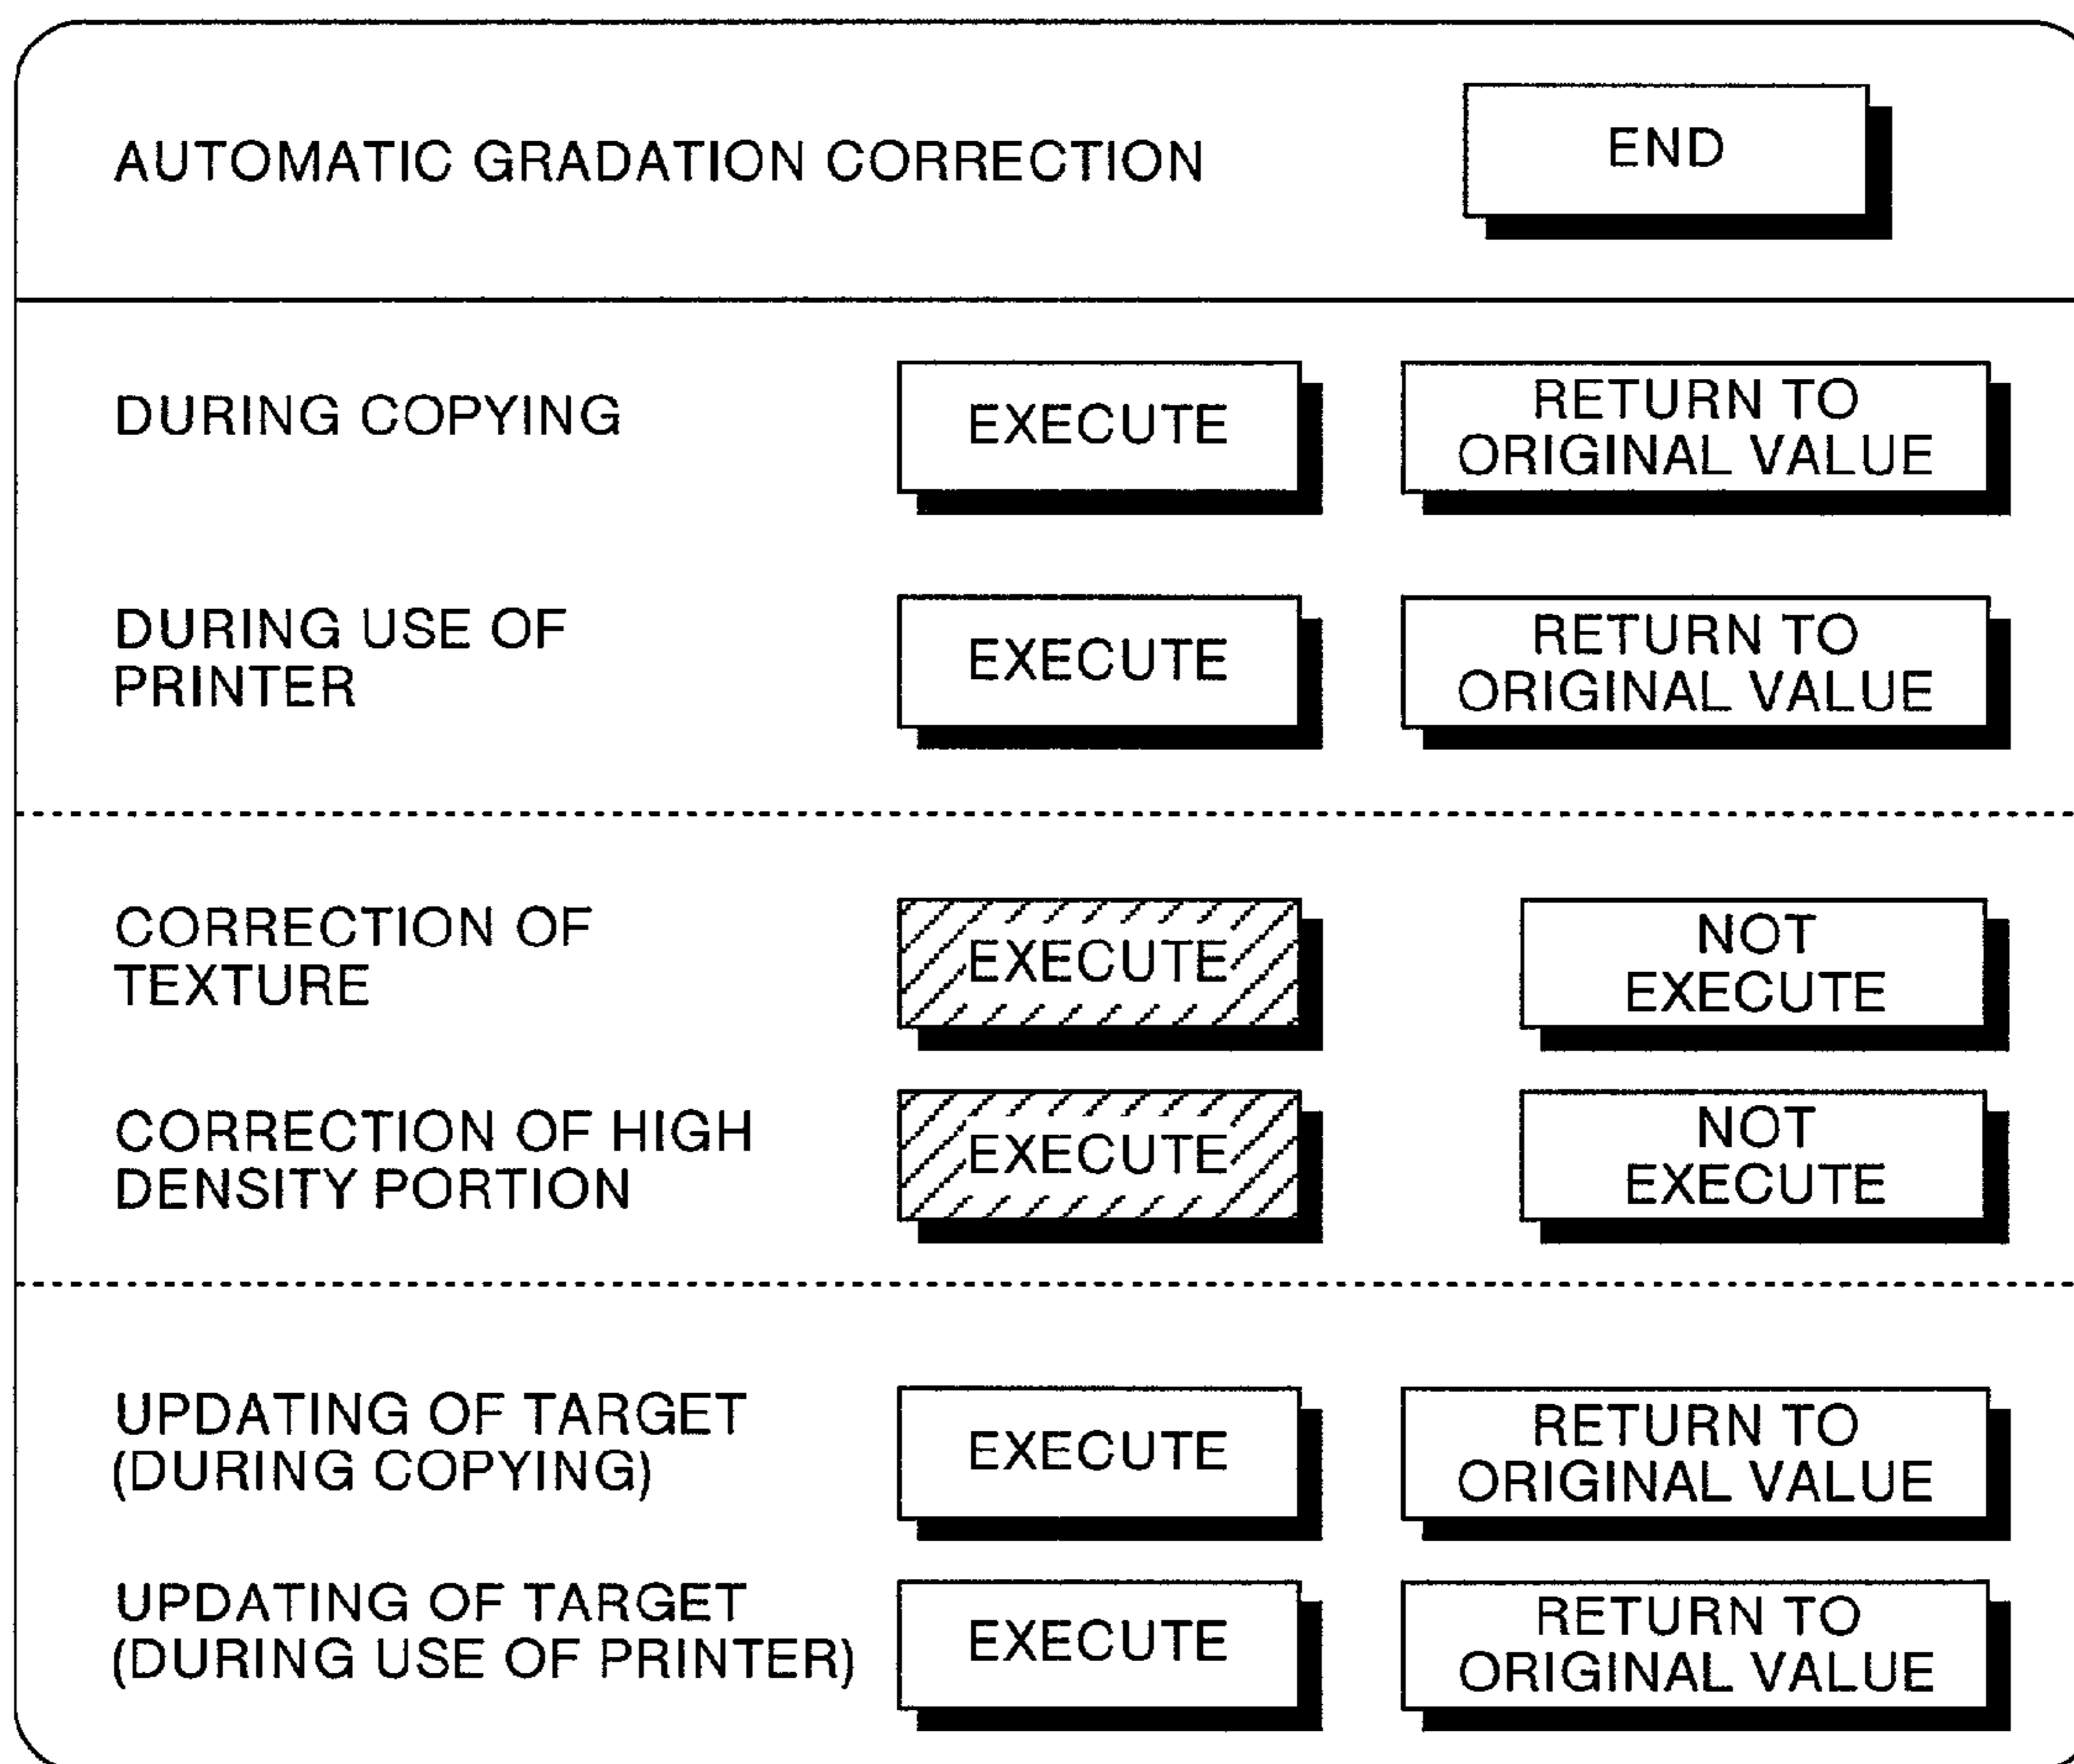 AUTOMATIC GRADATION CORRECTION
END
DURING COPYING
EXECUTE
RETURN TO
ORIGINAL VALUE
DURING USE OF
PRINTER
EXECUTE
RETURN TO
ORIGINAL VALUE
CORRECTION OF
TEXTURE
EXECUTE
NOT
EXECUTE
CORRECTION OF HIGH
DENSITY PORTION
EXECUTE
NOT
EXECUTE
UPDATING OF TARGET
(DURING COPYING)
EXECUTE
RETURN TO
ORIGINAL VALUE
UPDATING OF TARGET
(DURING USE OF PRINTER)
EXECUTE
RETURN TO
ORIGINAL VALUE